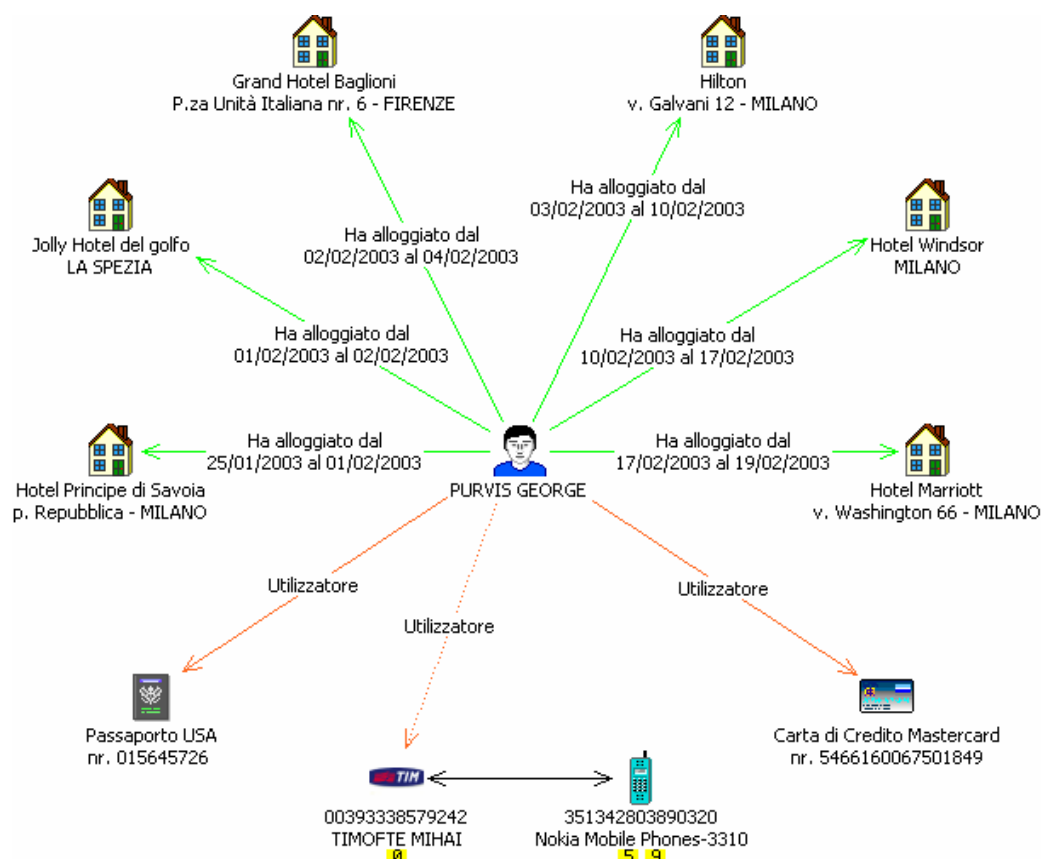 Grand Hotel Baglioni
P.za Unità Italiana nr. 6 - FIRENZE
Hilton
v. Galvani 12 - MILANO
Ha alloggiato dal
03/02/2003 al 10/02/2003
Ha alloggiato dal
02/02/2003 al 04/02/2003
Jolly Hotel del golfo
LA SPEZIA
Hotel Windsor
MILANO
Ha alloggiato dal
01/02/2003 al 02/02/2003
Ha alloggiato dal
10/02/2003 al 17/02/2003
Ha alloggiato dal
25/01/2003 al 01/02/2003
Ha alloggiato dal
17/02/2003 al 19/02/2003
Hotel Principe di Savoia
p. Repubblica - MILANO
PURVIS GEORGE
Hotel Marriott
v. Washington 66 - MILANO
Utilizzatore
Utilizzatore
Utilizzatore
Passaporto USA
nr. 015645726
Carta di Credito Mastercard
nr. 5466160067501849
TIM
00393338579242
TIMOFTE MIHAI
0
351342803890320
Nokia Mobile Phones-3310
5 9